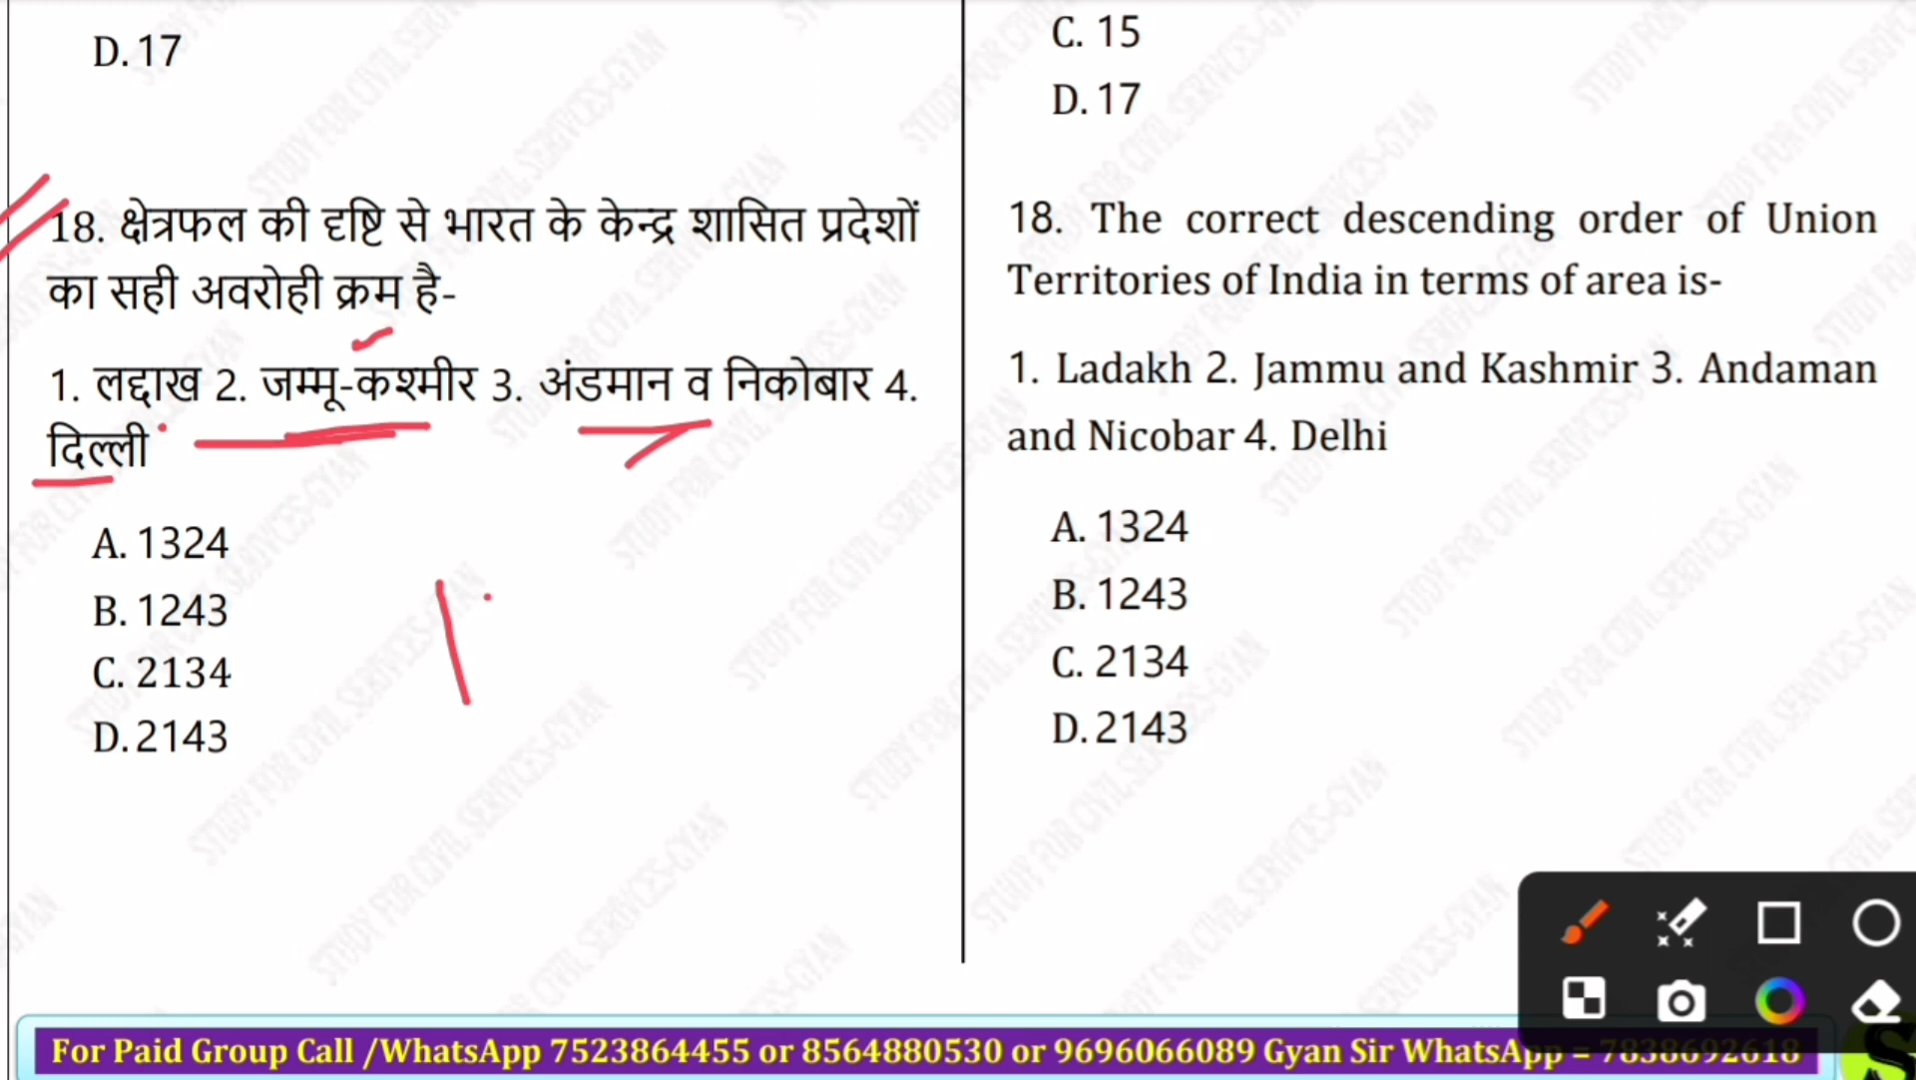 D. 17
18. क्षेत्रफल की दृष्टि से भारत के केन्द्र शासित प्रदेशों
का सही अवरोही क्रम है-
1. लद्दाख 2. जम्मू-कश्मीर 3. अंडमान व निकोबार 4.
दिल्ली
A. 1324
B. 1243
C. 2134
D. 2143
C. 15
D. 17
18. The correct descending order of Union
Territories of India in terms of area is-
1. Ladakh 2. Jammu and Kashmir 3. Andaman
and Nicobar 4. Delhi
A. 1324
B. 1243
C. 2134
D. 2143
For Paid Group Call /WhatsApp 7523864455 or 8564880530 or 9696066089 Gyan Sir WhatsApp = 7838692618